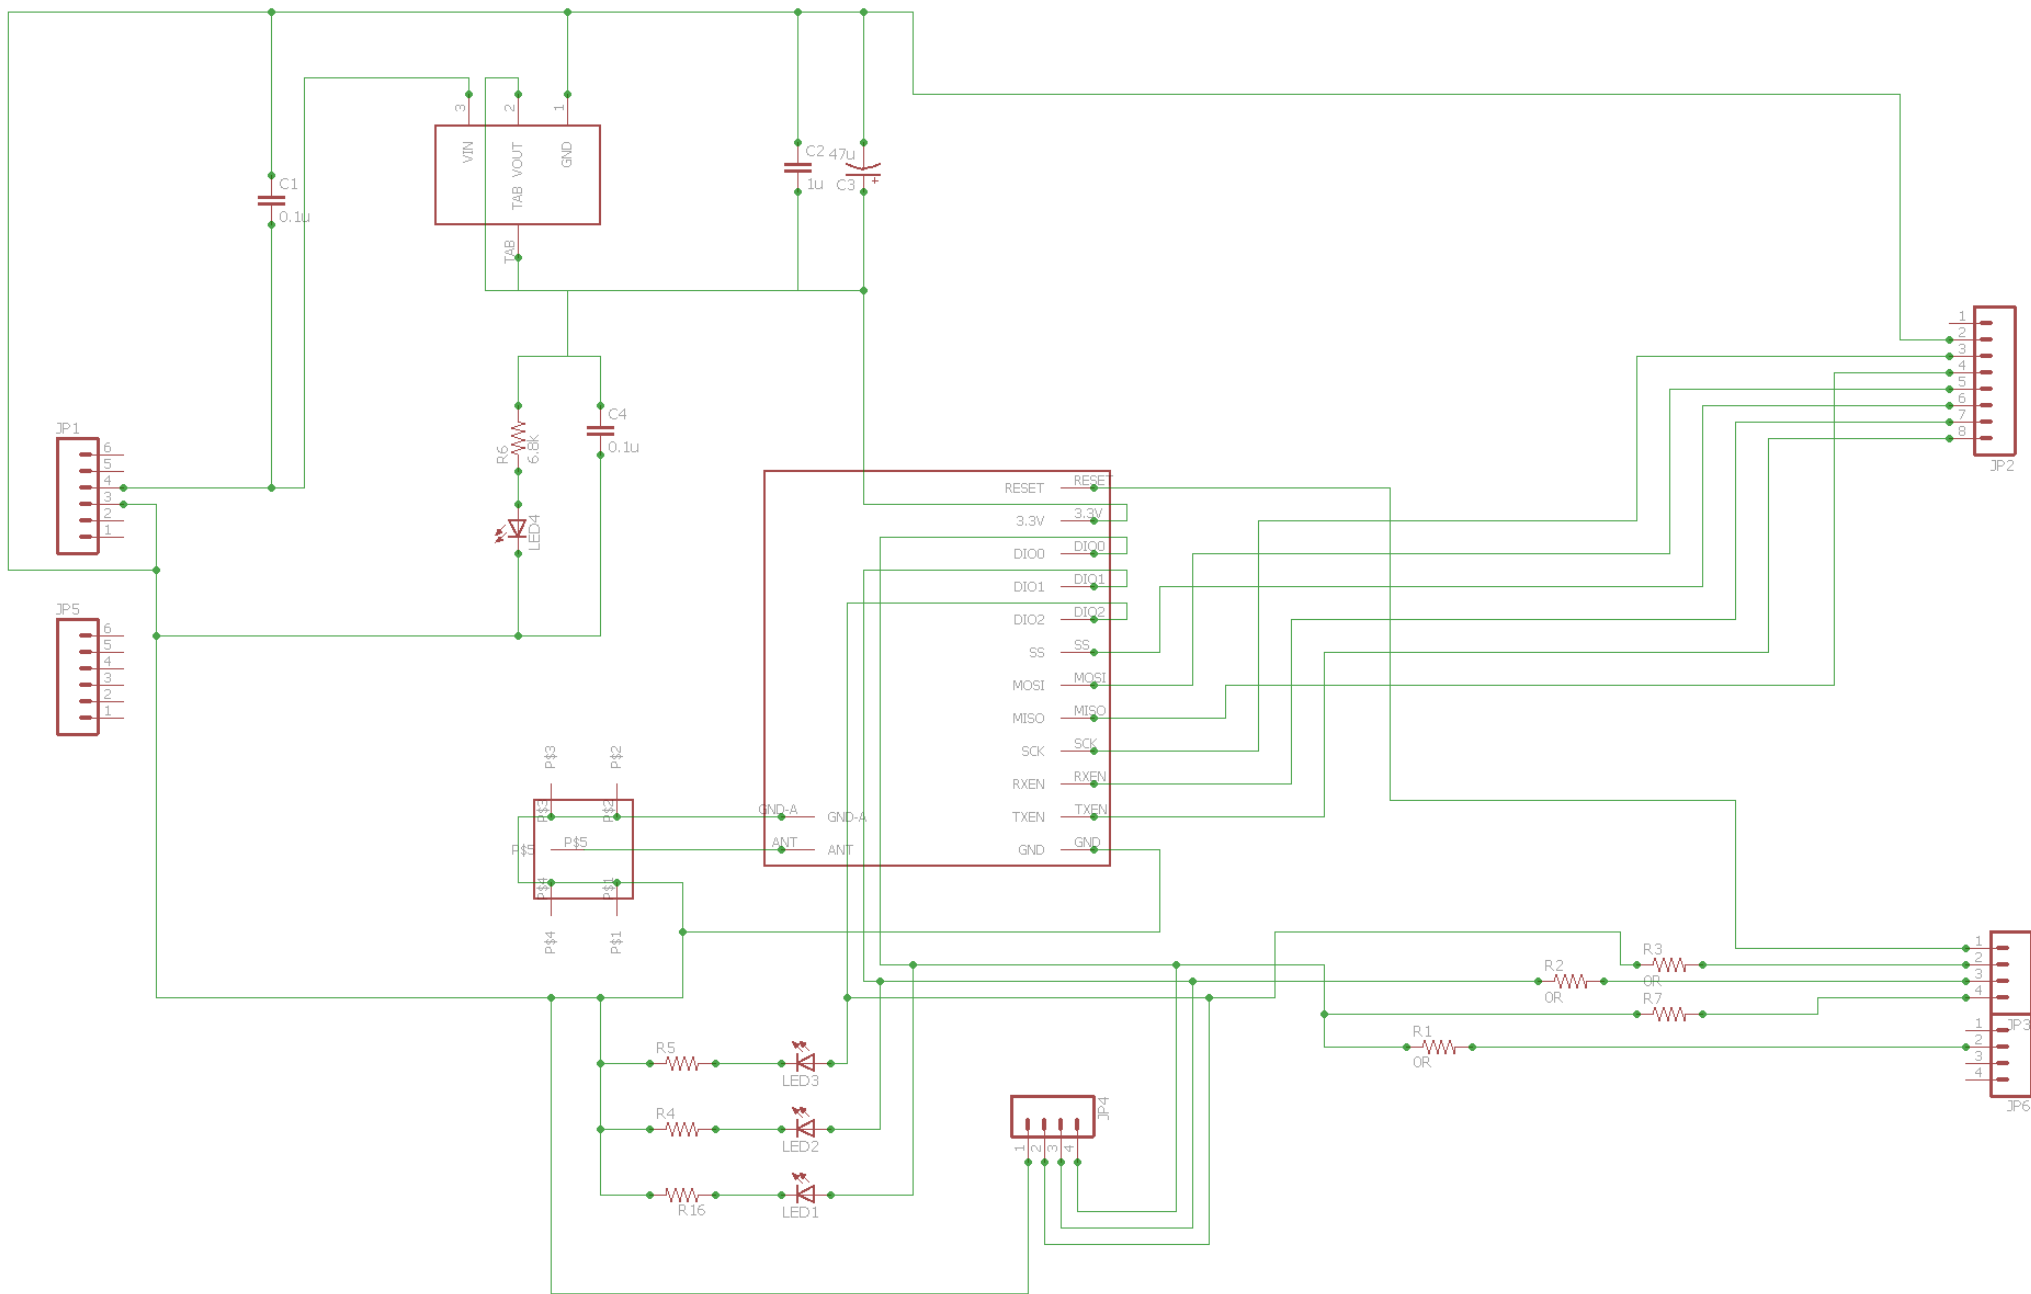 3
2
1
VIN
TAB VOUT
GND
TAB
C1
0.1u
C2
1u
47u
C3
R6
6.8K
C4
0.1u
LED4
JP1
6
5
4
3
2
1
JP5
6
5
4
3
2
1
1
2
3
4
5
6
7
8
JP2
RESET RESET
3.3V 3.3V
DIO0 DIO0
DIO1 DIO1
DIO2 DIO2
SS SS
MOSI MOSI
MISO MISO
SCK SCK
RXEN RXEN
TXEN TXEN
GND GND
GND-A GND-A
ANT ANT
P$3 P$2
P$3 P$2
P$5 P$5
P$4 P$1
P$4 P$1
R3
0R
R2
0R
R7
R1
0R
1
2
3
4
JP3
1
2
3
4
JP6
R5
LED3
R4
LED2
R16
LED1
JP4
1
2
3
4